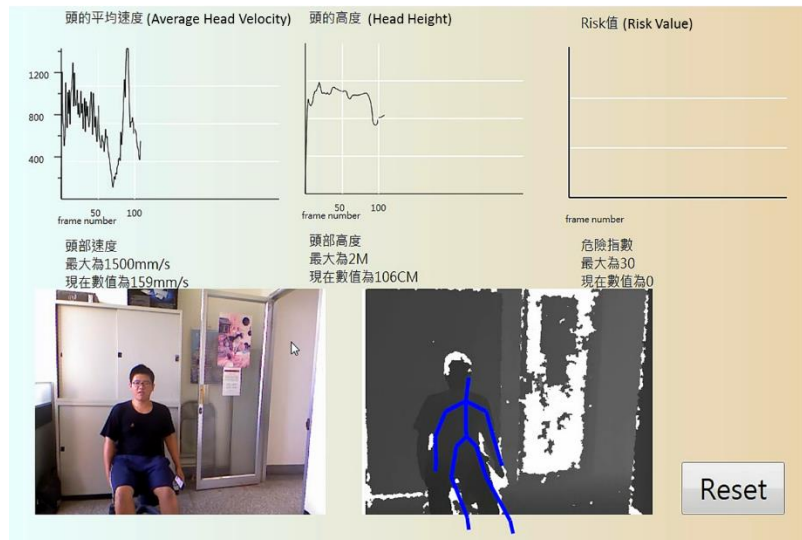 頭的平均速度 (Average Head Velocity)
頭的高度 (Head Height)
Risk值 (Risk Value)
1200
800
400
50
100
frame number
50
100
frame number
frame number
頭部速度
最大為1500mm/s
現在數值為159mm/s
頭部高度
最大為2M
現在數值為106CM
危險指數
最大為30
現在數值為0
Reset